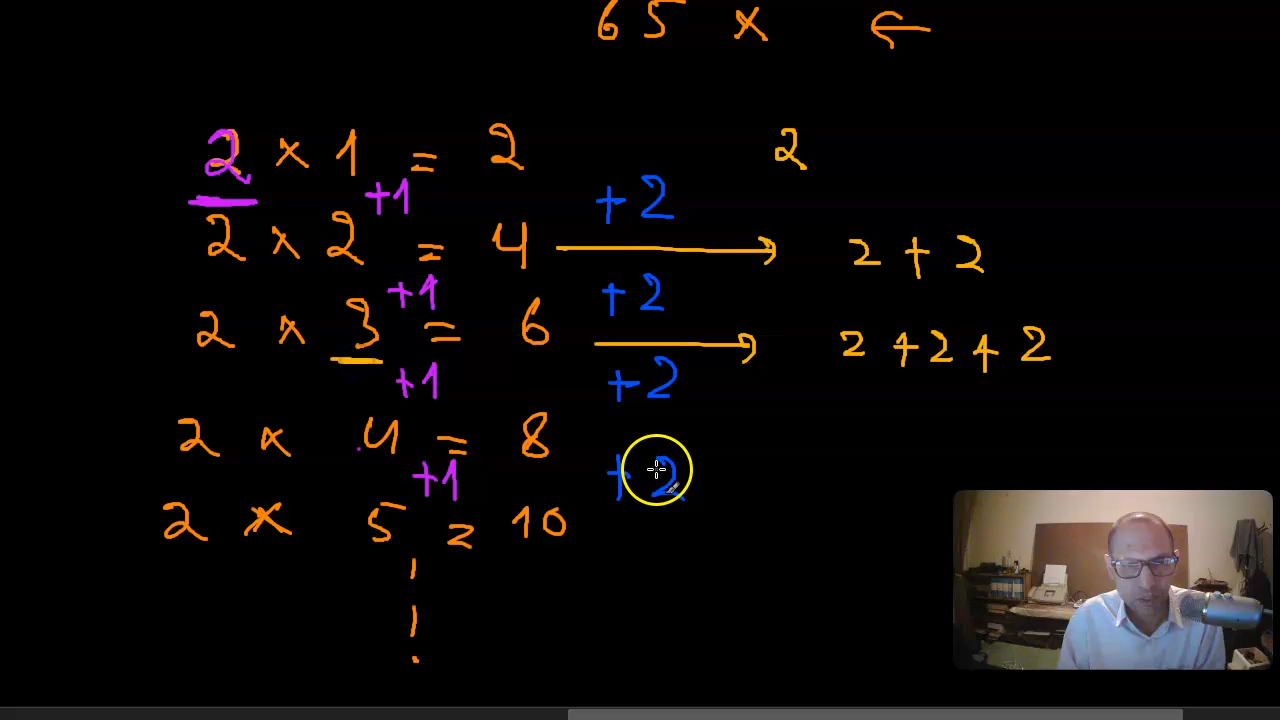 65 ×
2 × 1 = 2 2
+1 +2
2 × 2 = 4 → 2 + 2
+1 +2
2 × 3 = 6 → 2 + 2 + 2
+1 +2
2 × 4 = 8
+1 +2
2 × 5 = 10